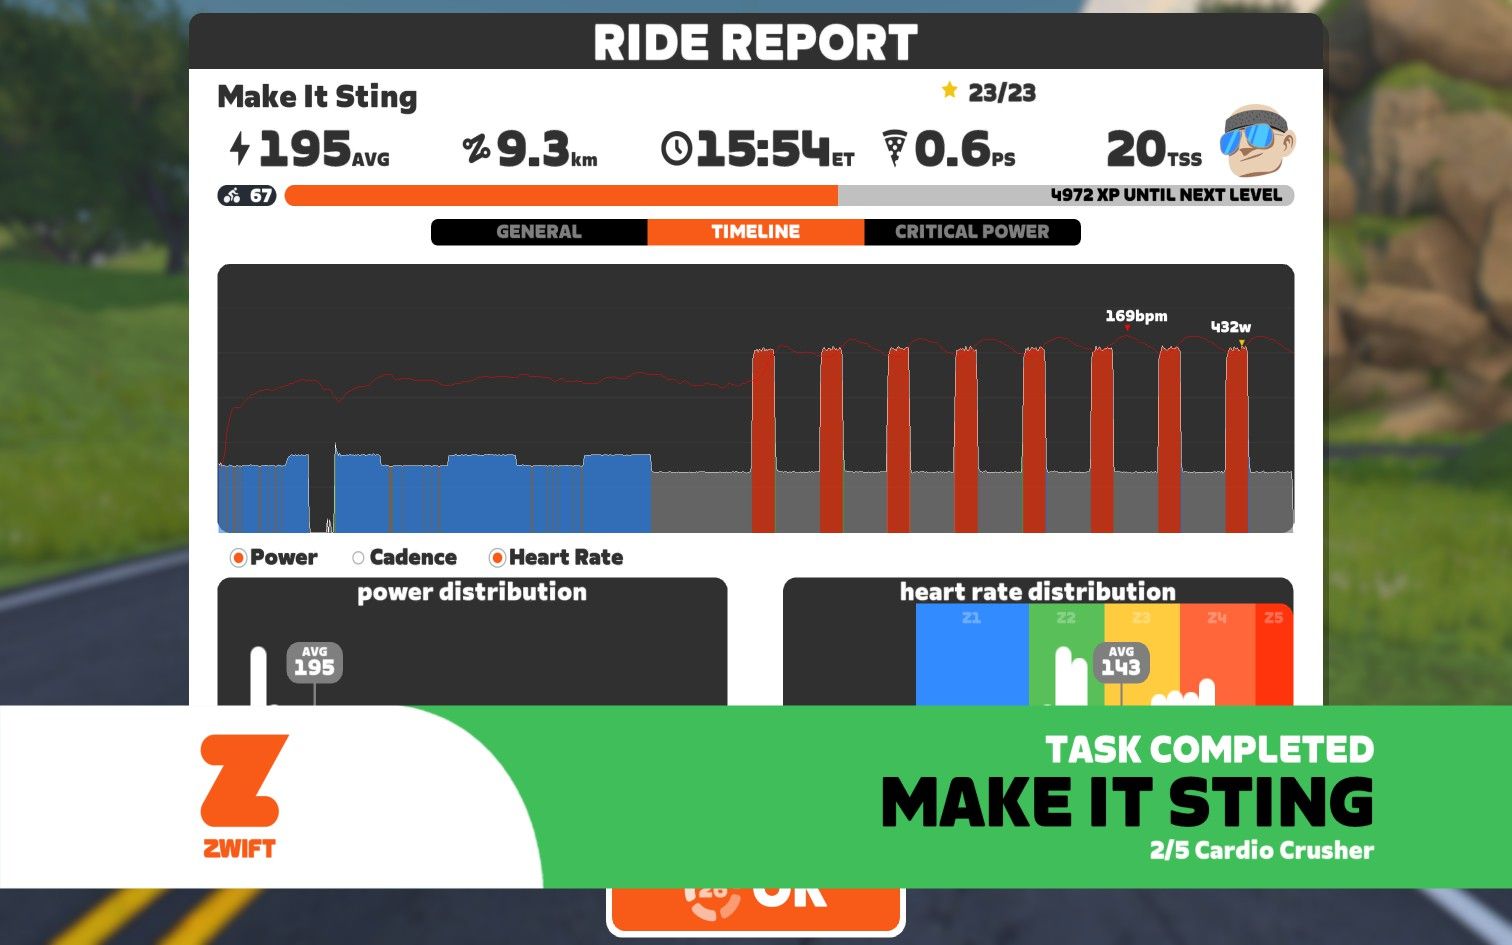 RIDE REPORT
Make It Sting
23/23
195AVG
9.3km
15:54ET
0.6PS
20TSS
67
4972 XP UNTIL NEXT LEVEL
GENERAL
TIMELINE
CRITICAL POWER
169bpm
432w
Power
Cadence
Heart Rate
power distribution
AVG
195
heart rate distribution
Z1
Z2
Z3
Z4
Z5
AVG
143
ZWIFT
TASK COMPLETED
MAKE IT STING
2/5 Cardio Crusher
OK